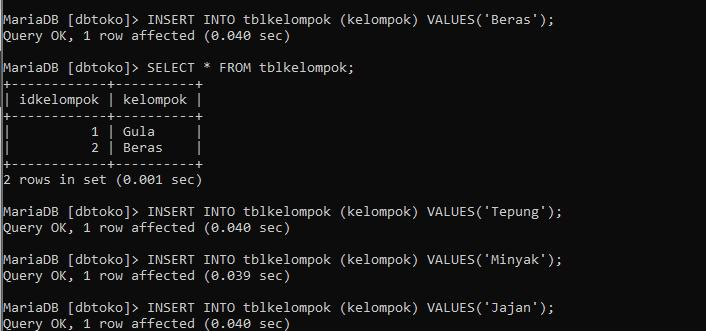 MariaDB [dbtoko]> INSERT INTO tblkelompok (kelompok) VALUES('Beras');
Query OK, 1 row affected (0.040 sec)
MariaDB [dbtoko]> SELECT * FROM tblkelompok;
+------------+----------+
| idkelompok | kelompok |
+------------+----------+
|          1 | Gula     |
|          2 | Beras    |
+------------+----------+
2 rows in set (0.001 sec)
MariaDB [dbtoko]> INSERT INTO tblkelompok (kelompok) VALUES('Tepung');
Query OK, 1 row affected (0.040 sec)
MariaDB [dbtoko]> INSERT INTO tblkelompok (kelompok) VALUES('Minyak');
Query OK, 1 row affected (0.039 sec)
MariaDB [dbtoko]> INSERT INTO tblkelompok (kelompok) VALUES('Jajan');
Query OK, 1 row affected (0.040 sec)